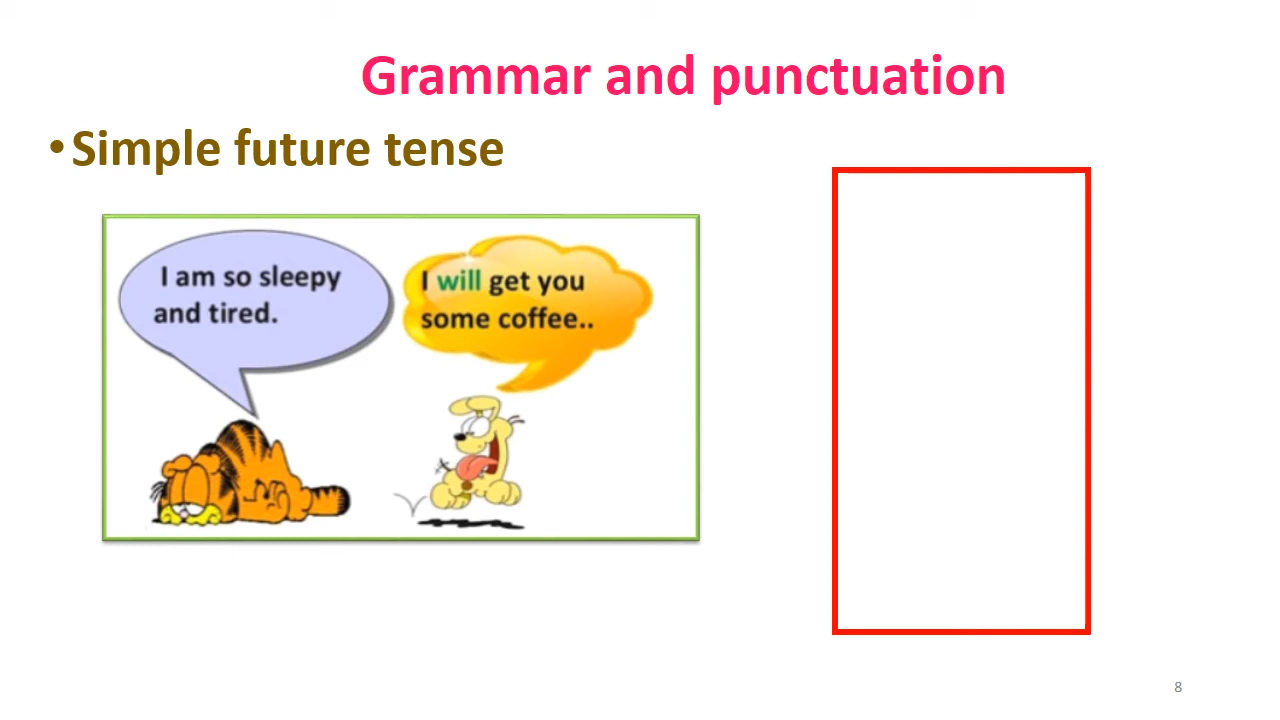 Grammar and punctuation
•Simple future tense
I am so sleepy
and tired.
I will get you
some coffee..
8